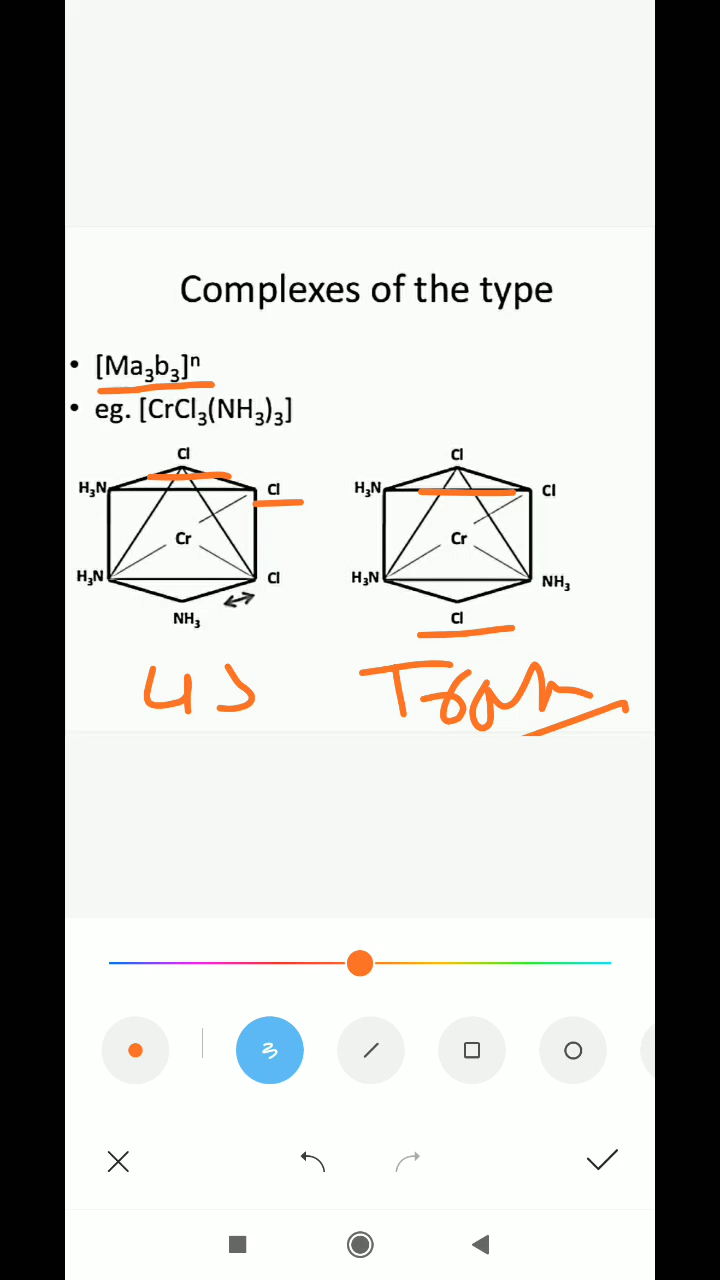 Complexes of the type
• [Ma₃b₃]ⁿ
• eg. [CrCl₃(NH₃)₃]
Cl Cl
H₃N Cl H₃N Cl
Cr Cr
H₃N Cl H₃N NH₃
NH₃ Cl